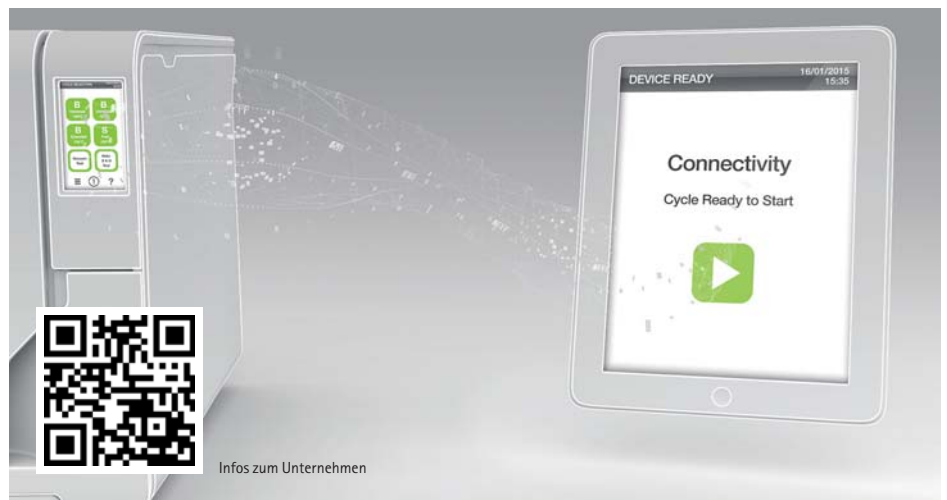 DEVICE READY
16/01/2015
15:35
Connectivity
Cycle Ready to Start
B
B
B
S
?
Infos zum Unternehmen